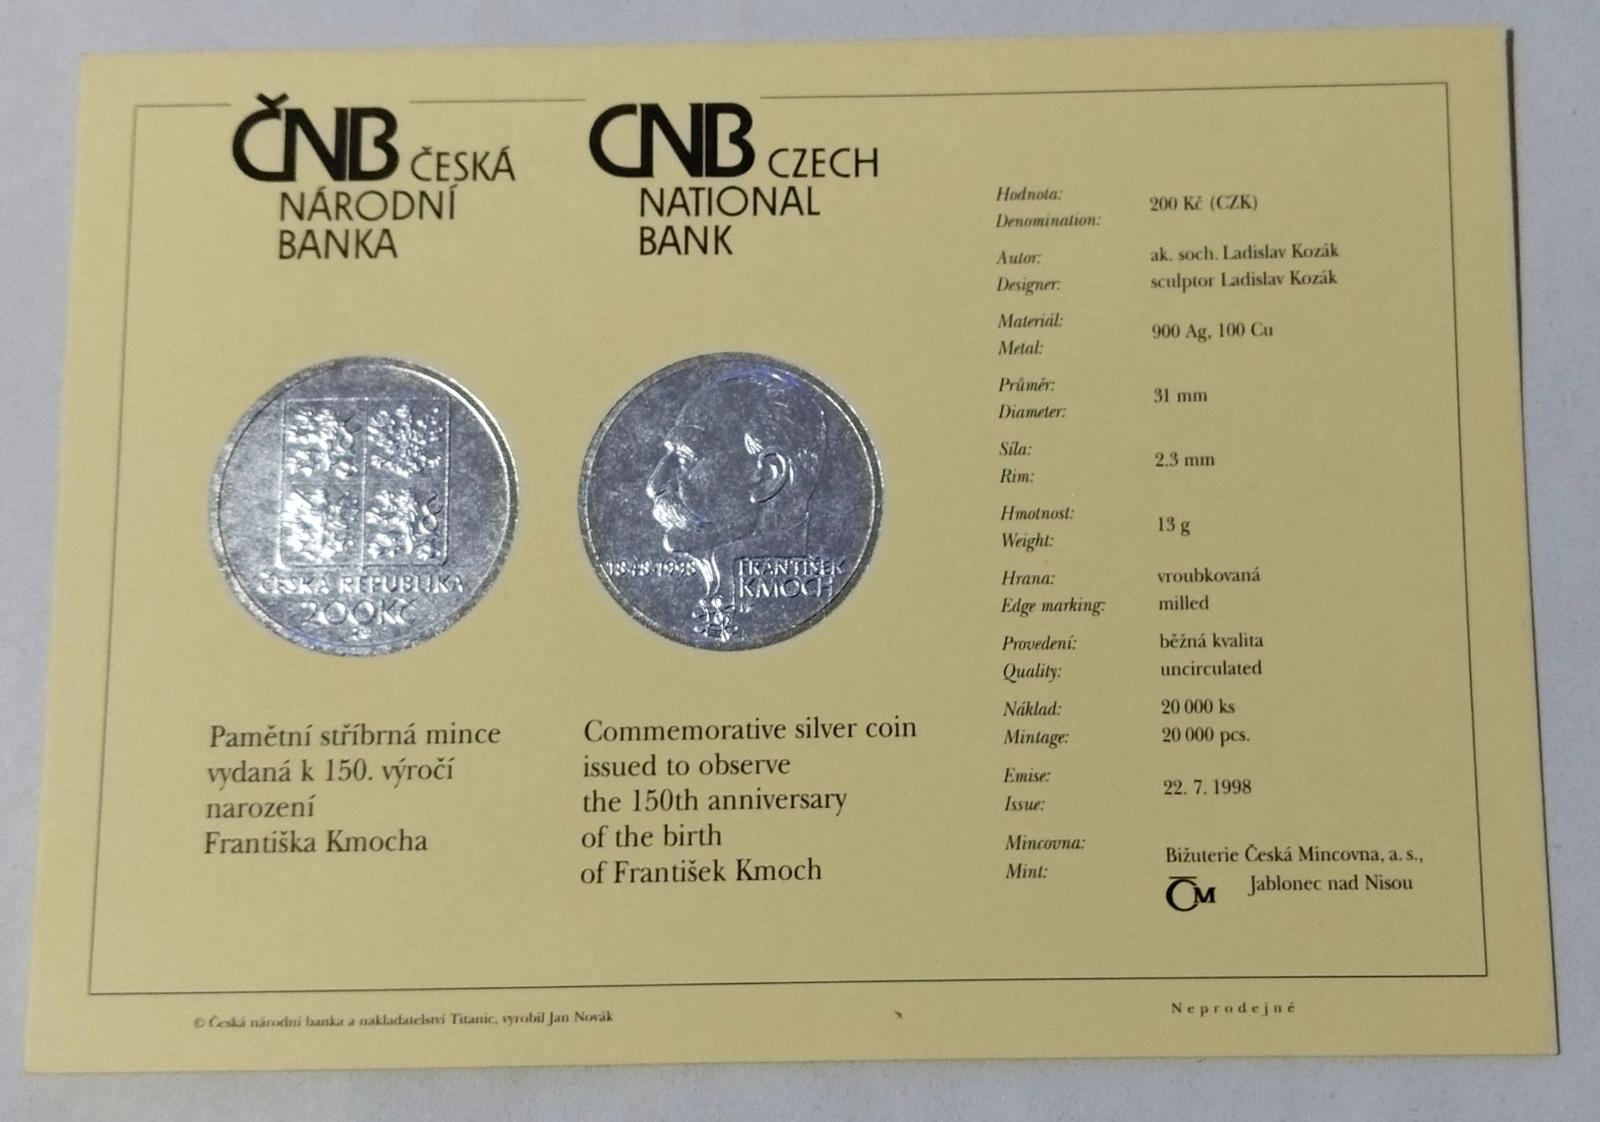 ČNB ČESKÁ
NÁRODNÍ
BANKA
CNB CZECH
NATIONAL
BANK
ČESKÁ REPUBLIKA
200Kč
1848-1998
FRANTIŠEK
KMOCH
Pamětní stříbrná mince
vydaná k 150. výročí
narození
Františka Kmocha
Commemorative silver coin
issued to observe
the 150th anniversary
of the birth
of František Kmoch
Hodnota:
Denomination:
200 Kč (CZK)
Autor:
ak. soch. Ladislav Kozák
Designer:
sculptor Ladislav Kozák
Materiál:
Metal:
900 Ag, 100 Cu
Průměr:
Diameter:
31 mm
Síla:
Rim:
2.3 mm
Hmotnost:
Weight:
13 g
Hrana:
vroubkovaná
Edge marking:
milled
Provedení:
běžná kvalita
Quality:
uncirculated
Náklad:
20 000 ks
Mintage:
20 000 pcs.
Emise:
Issue:
22. 7. 1998
Mincovna:
Mint:
Bižuterie Česká Mincovna, a. s.,
ČM Jablonec nad Nisou
© Česká národní banka a nakladatelství Titanic, vyrobil Jan Novák
Neprodejné